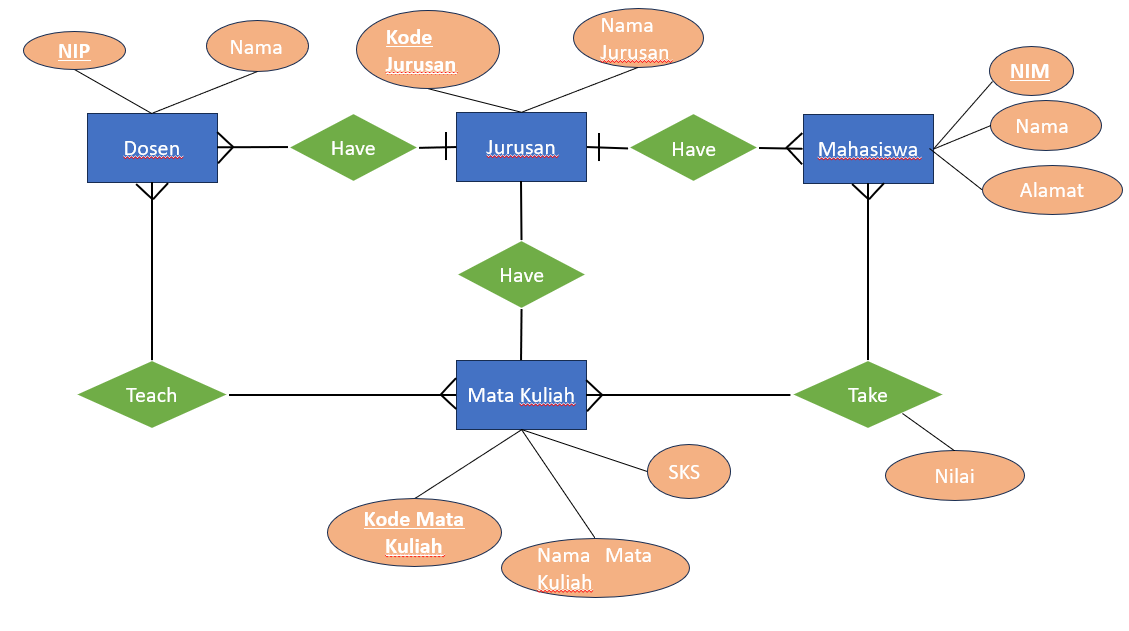 NIP
Nama
Kode
Jurusan
Nama
Jurusan
NIM
Nama
Alamat
Dosen
Have
Jurusan
Have
Mahasiswa
Have
Teach
Mata Kuliah
Take
SKS
Nilai
Kode Mata
Kuliah
Nama Mata
Kuliah